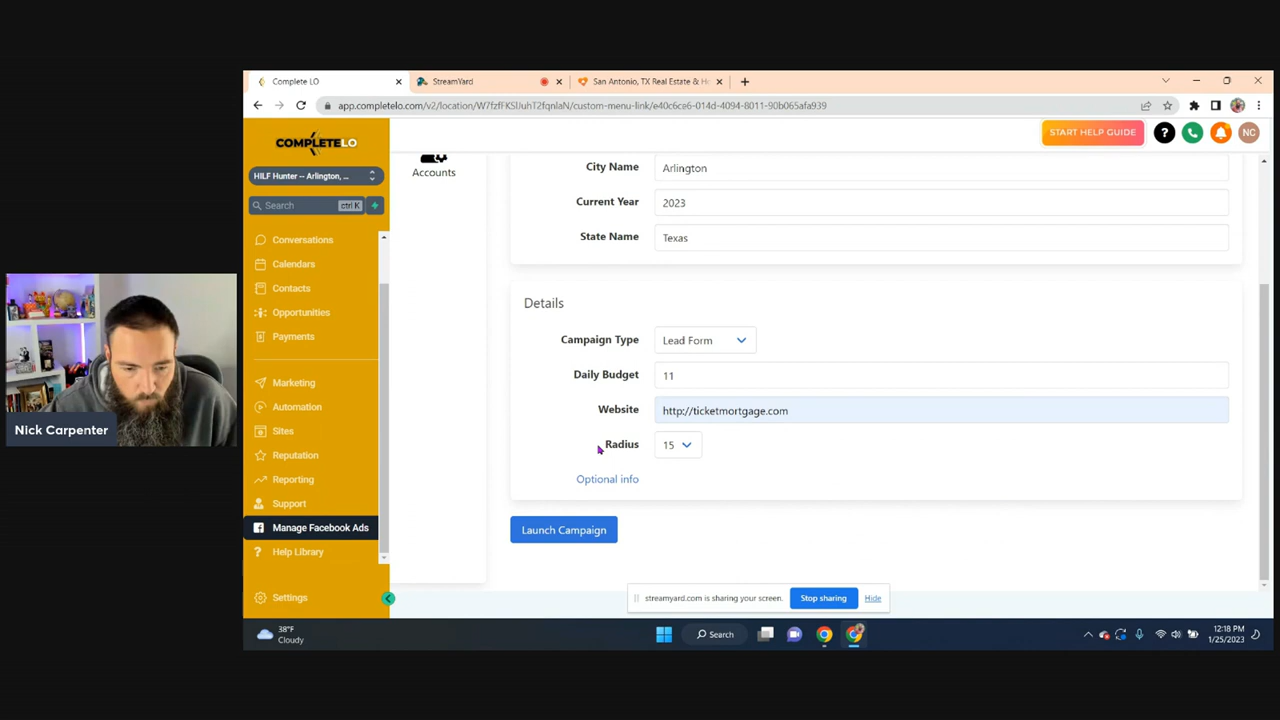 Complete LO
StreamYard
San Antonio, TX Real Estate & H
app.completelo.com/v2/location/W7fzfFKSIJuhT2fqnlaN/custom-menu-link/e40c6ce6-014d-4094-8011-90b065afa939
COMPLETELO
START HELP GUIDE
?
NC
HILF Hunter -- Arlington, ...
Search
ctrl K
Conversations
Calendars
Contacts
Opportunities
Payments
Marketing
Automation
Sites
Reputation
Reporting
Support
Manage Facebook Ads
? Help Library
Settings
Accounts
City Name Arlington
Current Year 2023
State Name Texas
Details
Campaign Type Lead Form
Daily Budget 11
Website http://ticketmortgage.com
Radius 15
Optional info
Launch Campaign
streamyard.com is sharing your screen. Stop sharing Hide
Nick Carpenter
38°F
Cloudy
Search
12:18 PM
1/25/2023